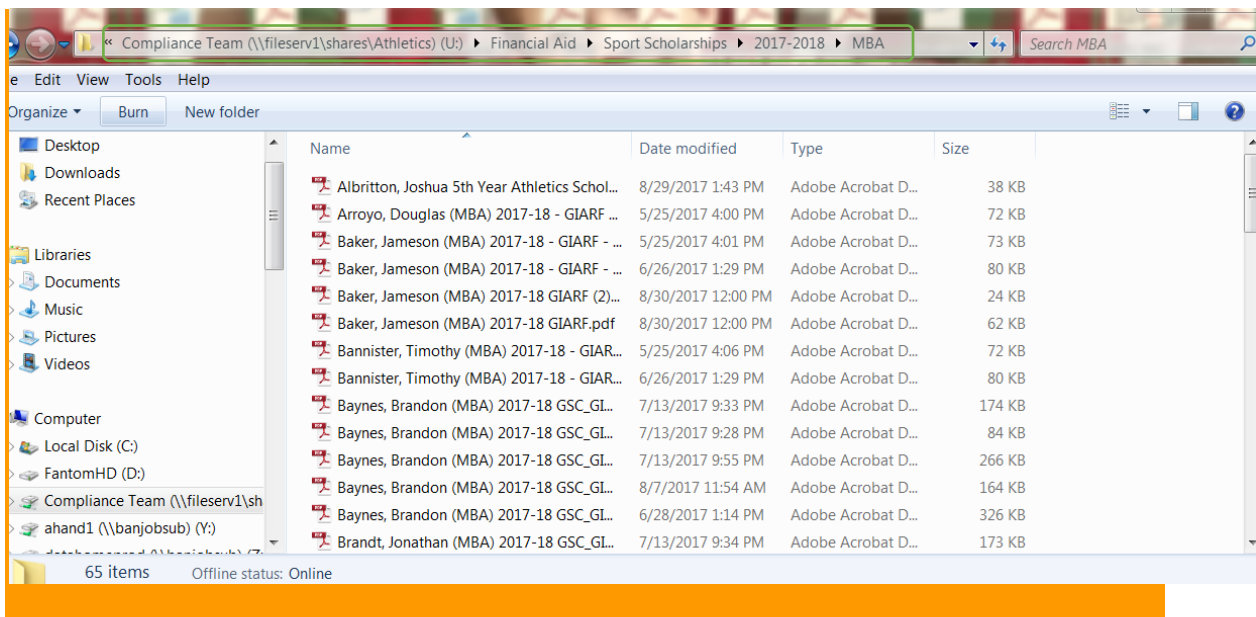 « Compliance Team (\\fileserv1\shares\Athletics) (U:) ▸ Financial Aid ▸ Sport Scholarships ▸ 2017-2018 ▸ MBA Search MBA
e Edit View Tools Help
Organize Burn New folder
Desktop
Downloads
Recent Places
Libraries
Documents
Music
Pictures
Videos
Computer
Local Disk (C:)
FantomHD (D:)
Compliance Team (\\fileserv1\sh
ahand1 (\\banjobsub) (Y:)
Name Date modified Type Size
Albritton, Joshua 5th Year Athletics Schol... 8/29/2017 1:43 PM Adobe Acrobat D... 38 KB
Arroyo, Douglas (MBA) 2017-18 - GIARF ... 5/25/2017 4:00 PM Adobe Acrobat D... 72 KB
Baker, Jameson (MBA) 2017-18 - GIARF - ... 5/25/2017 4:01 PM Adobe Acrobat D... 73 KB
Baker, Jameson (MBA) 2017-18 - GIARF - ... 6/26/2017 1:29 PM Adobe Acrobat D... 80 KB
Baker, Jameson (MBA) 2017-18 GIARF (2)... 8/30/2017 12:00 PM Adobe Acrobat D... 24 KB
Baker, Jameson (MBA) 2017-18 GIARF.pdf 8/30/2017 12:00 PM Adobe Acrobat D... 62 KB
Bannister, Timothy (MBA) 2017-18 - GIAR... 5/25/2017 4:06 PM Adobe Acrobat D... 72 KB
Bannister, Timothy (MBA) 2017-18 - GIAR... 6/26/2017 1:29 PM Adobe Acrobat D... 80 KB
Baynes, Brandon (MBA) 2017-18 GSC_GI... 7/13/2017 9:33 PM Adobe Acrobat D... 174 KB
Baynes, Brandon (MBA) 2017-18 GSC_GI... 7/13/2017 9:28 PM Adobe Acrobat D... 84 KB
Baynes, Brandon (MBA) 2017-18 GSC_GI... 7/13/2017 9:55 PM Adobe Acrobat D... 266 KB
Baynes, Brandon (MBA) 2017-18 GSC_GI... 8/7/2017 11:54 AM Adobe Acrobat D... 164 KB
Baynes, Brandon (MBA) 2017-18 GSC_GI... 6/28/2017 1:14 PM Adobe Acrobat D... 326 KB
Brandt, Jonathan (MBA) 2017-18 GSC_GI... 7/13/2017 9:34 PM Adobe Acrobat D... 173 KB
65 items Offline status: Online